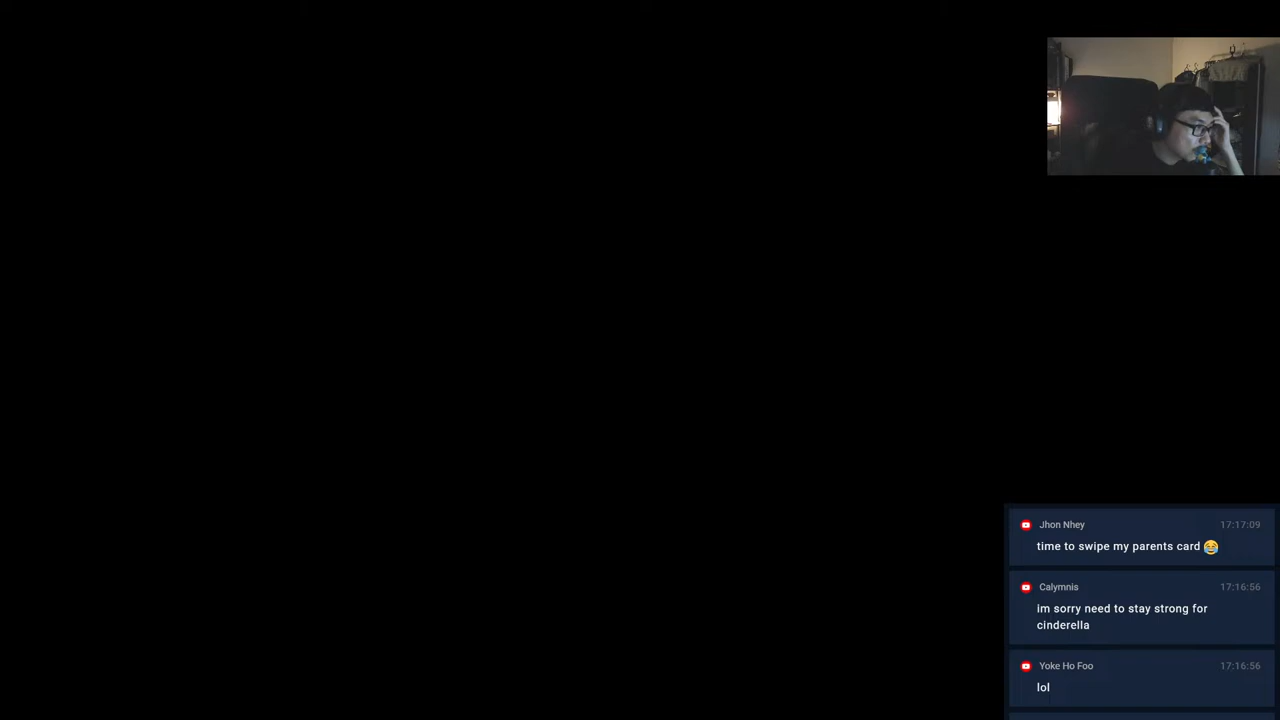 Jhon Nhey 17:17:09
time to swipe my parents card 😂
Calymnis 17:16:56
im sorry need to stay strong for
cinderella
Yoke Ho Foo 17:16:56
lol